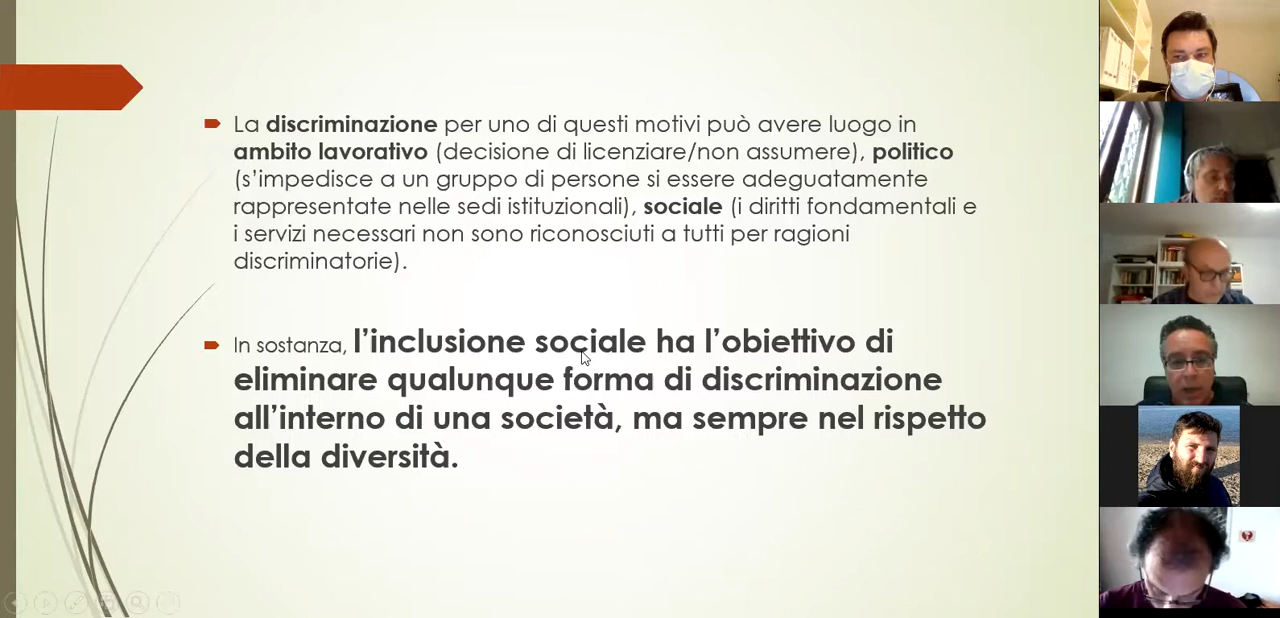 La discriminazione per uno di questi motivi può avere luogo in
ambito lavorativo (decisione di licenziare/non assumere), politico
(s’impedisce a un gruppo di persone si essere adeguatamente
rappresentate nelle sedi istituzionali), sociale (i diritti fondamentali e
i servizi necessari non sono riconosciuti a tutti per ragioni
discriminatorie).
In sostanza, l’inclusione sociale ha l’obiettivo di
eliminare qualunque forma di discriminazione
all’interno di una società, ma sempre nel rispetto
della diversità.